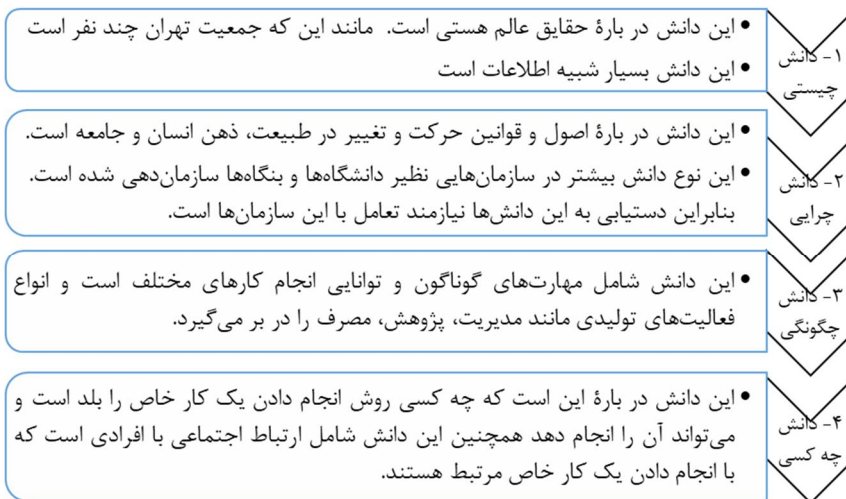 ۱- دانش
چیستی
• این دانش در بارۀ حقایق عالم هستی است. مانند این که جمعیت تهران چند نفر است
• این دانش بسیار شبیه اطلاعات است
۲- دانش
چرایی
• این دانش در بارۀ اصول و قوانین حرکت و تغییر در طبیعت، ذهن انسان و جامعه است.
• این نوع دانش بیشتر در سازمان‌هایی نظیر دانشگاه‌ها و بنگاه‌ها سازمان‌دهی شده است.
بنابراین دستیابی به این دانش‌ها نیازمند تعامل با این سازمان‌ها است.
۳- دانش
چگونگی
• این دانش شامل مهارت‌های گوناگون و توانایی انجام کارهای مختلف است و انواع
فعالیت‌های تولیدی مانند مدیریت، پژوهش، مصرف را در بر می‌گیرد.
۴- دانش
چه کسی
• این دانش در بارۀ این است که چه کسی روش انجام دادن یک کار خاص را بلد است و
می‌تواند آن را انجام دهد همچنین این دانش شامل ارتباط اجتماعی با افرادی است که
با انجام دادن یک کار خاص مرتبط هستند.